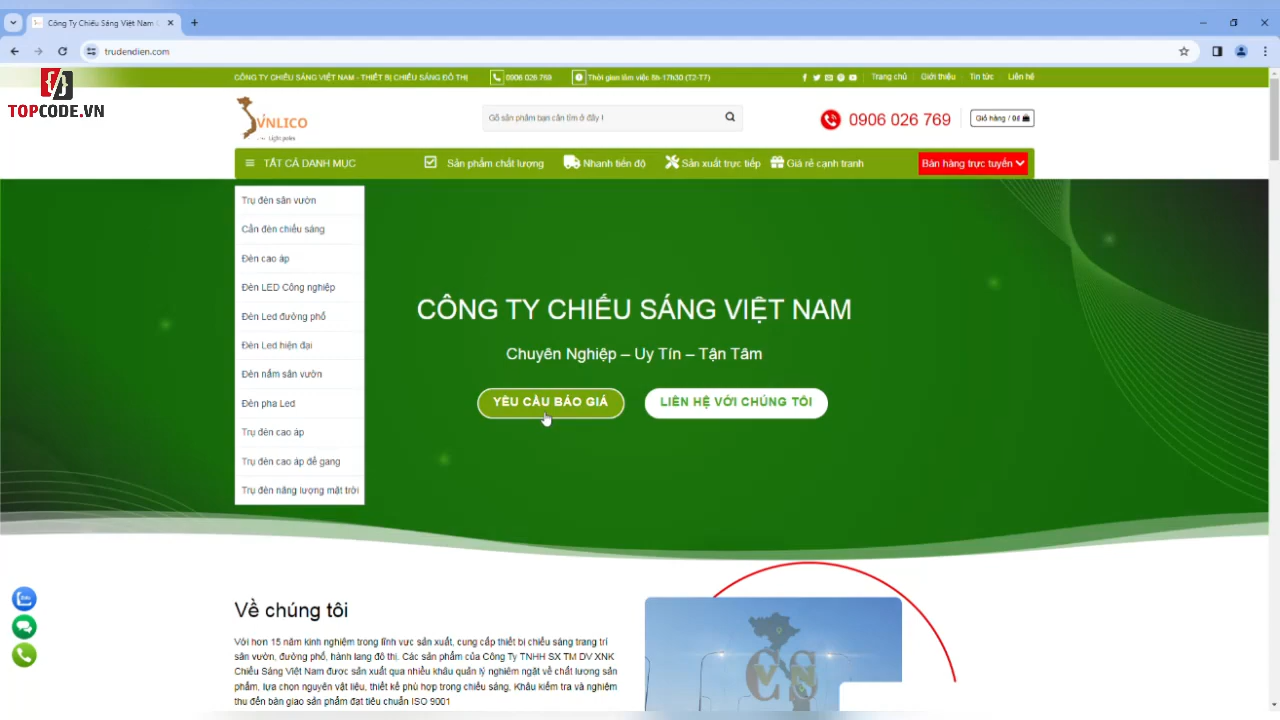 Công Ty Chiếu Sáng Việt Nam
trudendien.com
TOPCODE.VN
CÔNG TY CHIẾU SÁNG VIỆT NAM - THIẾT BỊ CHIẾU SÁNG ĐÔ THỊ
0906 026 769
Thời gian làm việc 8h-17h30 (T2-T7)
Trang chủ
Giới thiệu
Tin tức
Liên hệ
VNLICO
Light poles
Gõ sản phẩm bạn cần tìm ở đây !
0906 026 769
Giỏ hàng / 0₫
TẤT CẢ DANH MỤC
Sản phẩm chất lượng
Nhanh tiến độ
Sản xuất trực tiếp
Giá rẻ cạnh tranh
Bán hàng trực tuyến
Trụ đèn sân vườn
Cần đèn chiếu sáng
Đèn cao áp
Đèn LED Công nghiệp
Đèn Led đường phố
Đèn Led hiện đại
Đèn nấm sân vườn
Đèn pha Led
Trụ đèn cao áp
Trụ đèn cao áp đế gang
Trụ đèn năng lượng mặt trời
CÔNG TY CHIẾU SÁNG VIỆT NAM
Chuyên Nghiệp – Uy Tín – Tận Tâm
YÊU CẦU BÁO GIÁ
LIÊN HỆ VỚI CHÚNG TÔI
Về chúng tôi
Với hơn 15 năm kinh nghiệm trong lĩnh vực sản xuất, cung cấp thiết bị chiếu sáng trang trí
sân vườn, đường phố, hành lang đô thị. Các sản phẩm của Công Ty TNHH SX TM DV XNK
Chiếu Sáng Việt Nam được sản xuất qua nhiều khâu quản lý nghiêm ngặt về chất lượng sản
phẩm, lựa chọn nguyên vật liệu, thiết kế phù hợp trong chiếu sáng, Khâu kiểm tra và nghiệm
thu đến bàn giao sản phẩm đạt tiêu chuẩn ISO 9001